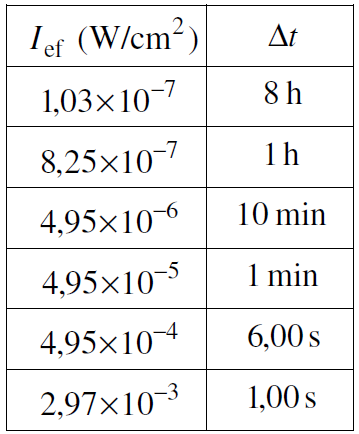 I_ef (W/cm²) Δt
1,03×10⁻⁷ 8 h
8,25×10⁻⁷ 1 h
4,95×10⁻⁶ 10 min
4,95×10⁻⁵ 1 min
4,95×10⁻⁴ 6,00 s
2,97×10⁻³ 1,00 s